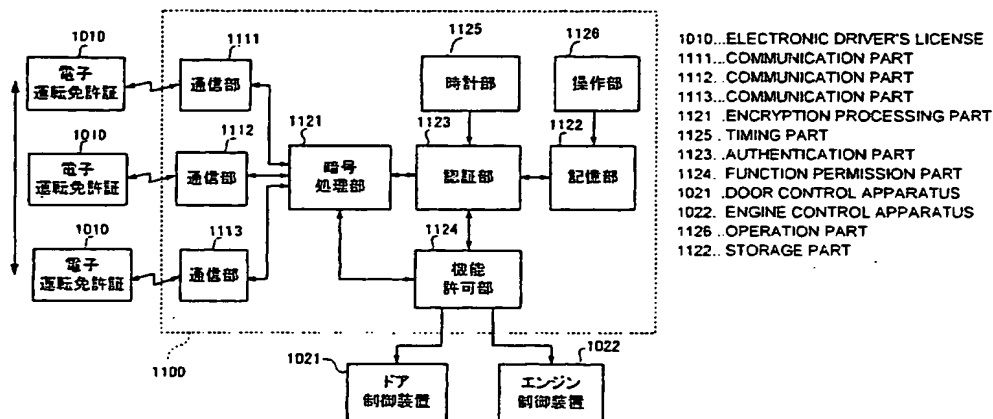 1010
電子
運転免許証
1010
電子
運転免許証
1010
電子
運転免許証
1111
通信部
1112
通信部
1113
通信部
1121
暗号
処理部
1125
時計部
1126
操作部
1123
認証部
1122
記憶部
1124
機能
許可部
1100
1021
ドア
制御装置
1022
エンジン
制御装置
1010...ELECTRONIC DRIVER'S LICENSE
1111...COMMUNICATION PART
1112...COMMUNICATION PART
1113...COMMUNICATION PART
1121 .ENCRYPTION PROCESSING PART
1125 . TIMING PART
1123. .AUTHENTICATION PART
1124. FUNCTION PERMISSION PART
1021 .DOOR CONTROL APPARATUS
1022. ENGINE CONTROL APPARATUS
1126 ..OPERATION PART
1122.. STORAGE PART